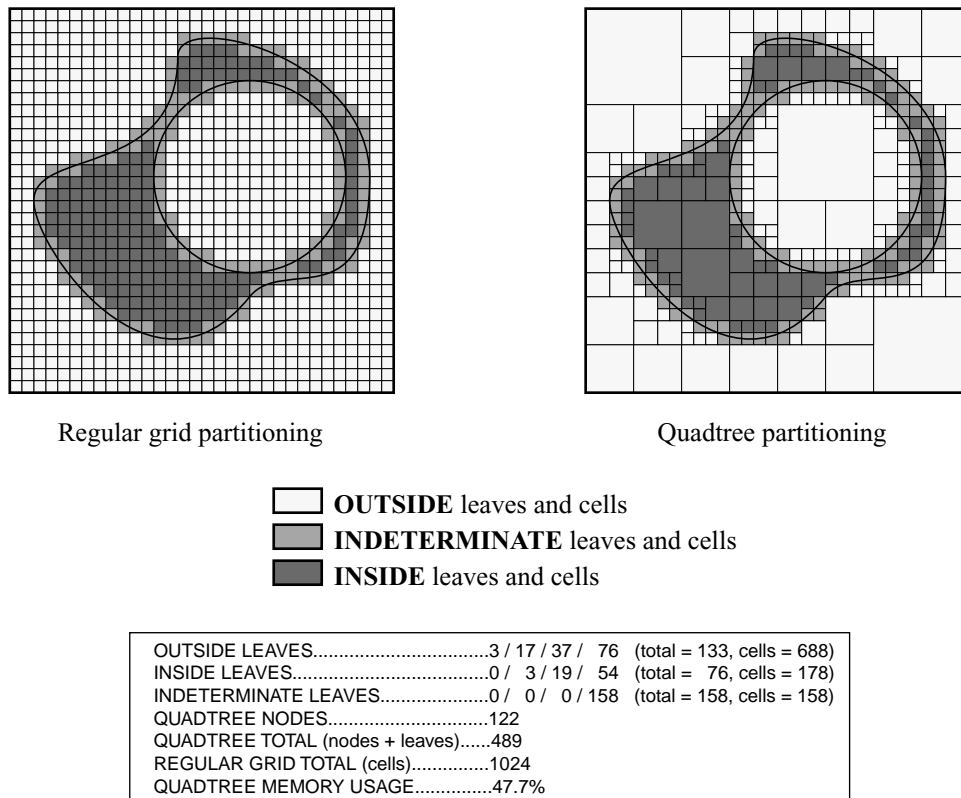 Regular grid partitioning
Quadtree partitioning
OUTSIDE leaves and cells
INDETERMINATE leaves and cells
INSIDE leaves and cells
OUTSIDE LEAVES..................................3 / 17 / 37 / 76 (total = 133, cells = 688)
INSIDE LEAVES......................................0 / 3 / 19 / 54 (total = 76, cells = 178)
INDETERMINATE LEAVES.....................0 / 0 / 0 / 158 (total = 158, cells = 158)
QUADTREE NODES................................122
QUADTREE TOTAL (nodes + leaves)......489
REGULAR GRID TOTAL (cells)...............1024
QUADTREE MEMORY USAGE...............47.7%